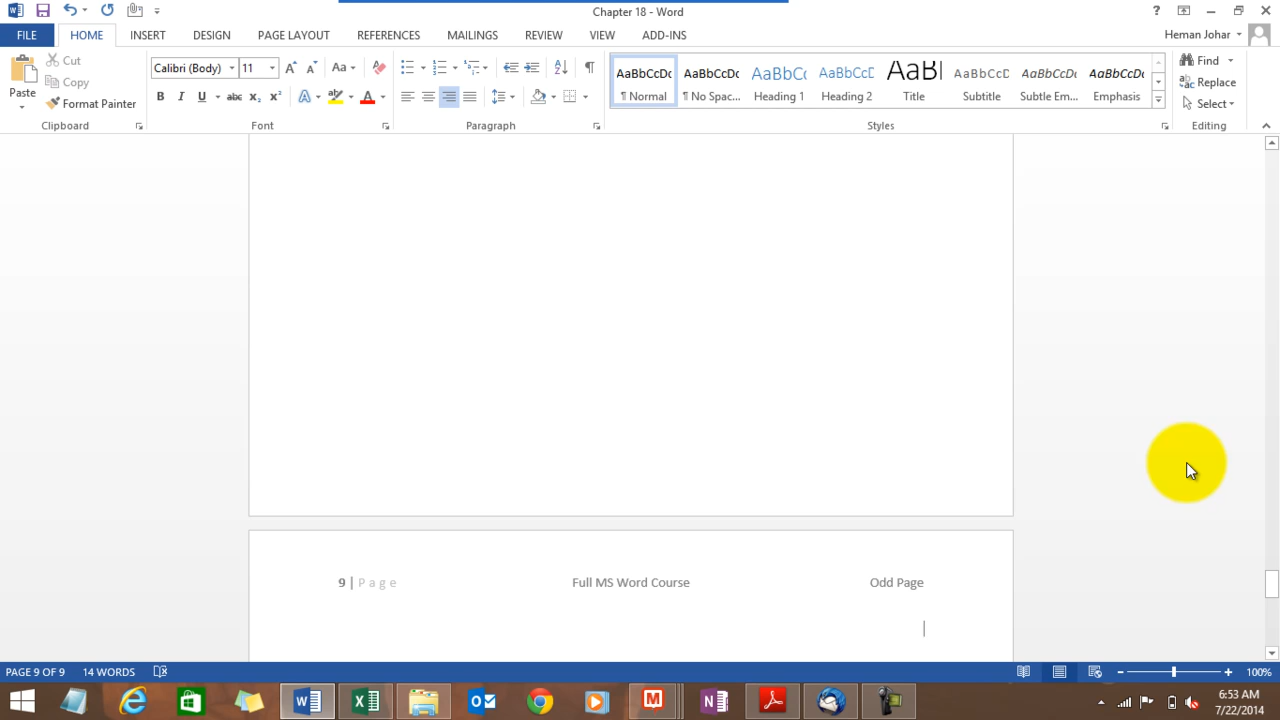 Chapter 18 - Word
FILE HOME INSERT DESIGN PAGE LAYOUT REFERENCES MAILINGS REVIEW VIEW ADD-INS
Heman Johar
Paste
Cut
Copy
Format Painter
Clipboard
Calibri (Body) 11
Font
Paragraph
AaBbCcDc AaBbCcDc AaBbCc AaBbCcD AaBl AaBbCcD AaBbCcDc AaBbCcDc
¶ Normal ¶ No Spac... Heading 1 Heading 2 Title Subtitle Subtle Em... Emphasis
Styles
Find
Replace
Select
Editing
9 | Page Full MS Word Course Odd Page
PAGE 9 OF 9 14 WORDS 100%
6:53 AM
7/22/2014